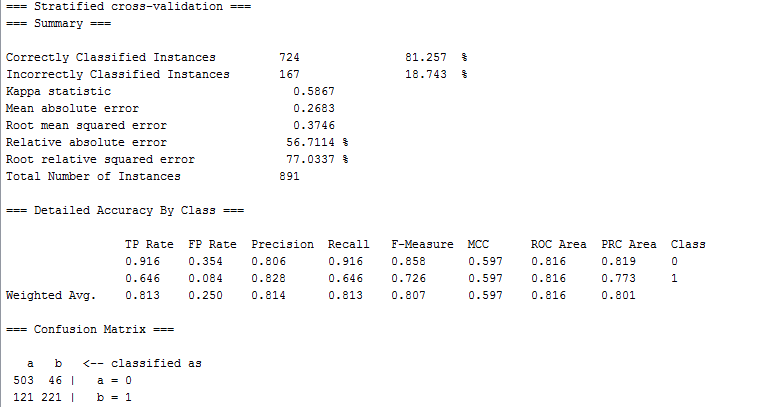 === Stratified cross-validation ===
=== Summary ===
Correctly Classified Instances 724 81.257 %
Incorrectly Classified Instances 167 18.743 %
Kappa statistic 0.5867
Mean absolute error 0.2683
Root mean squared error 0.3746
Relative absolute error 56.7114 %
Root relative squared error 77.0337 %
Total Number of Instances 891
=== Detailed Accuracy By Class ===
TP Rate FP Rate Precision Recall F-Measure MCC ROC Area PRC Area Class
0.916 0.354 0.806 0.916 0.858 0.597 0.816 0.819 0
0.646 0.084 0.828 0.646 0.726 0.597 0.816 0.773 1
Weighted Avg. 0.813 0.250 0.814 0.813 0.807 0.597 0.816 0.801
=== Confusion Matrix ===
a b <-- classified as
503 46 | a = 0
121 221 | b = 1